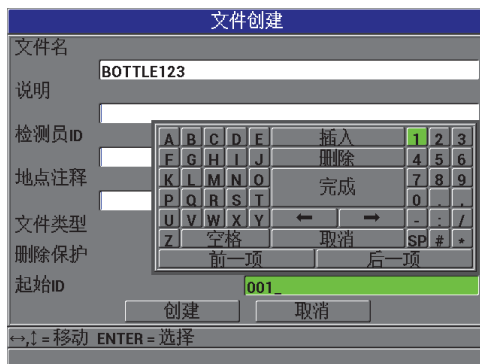 文件创建
文件名
BOTTLE123
说明
检测员ID
A B C D E 插入 1 2 3
F G H I J 删除 4 5 6
地点注释
K L M N O 完成 7 8 9
P Q R S T 0 . ,
文件类型
U V W X Y ← → - : /
Z 空格 取消 SP # *
删除保护
前一项 后一项
起始ID
001_
创建 取消
↔,↕ = 移动 ENTER = 选择